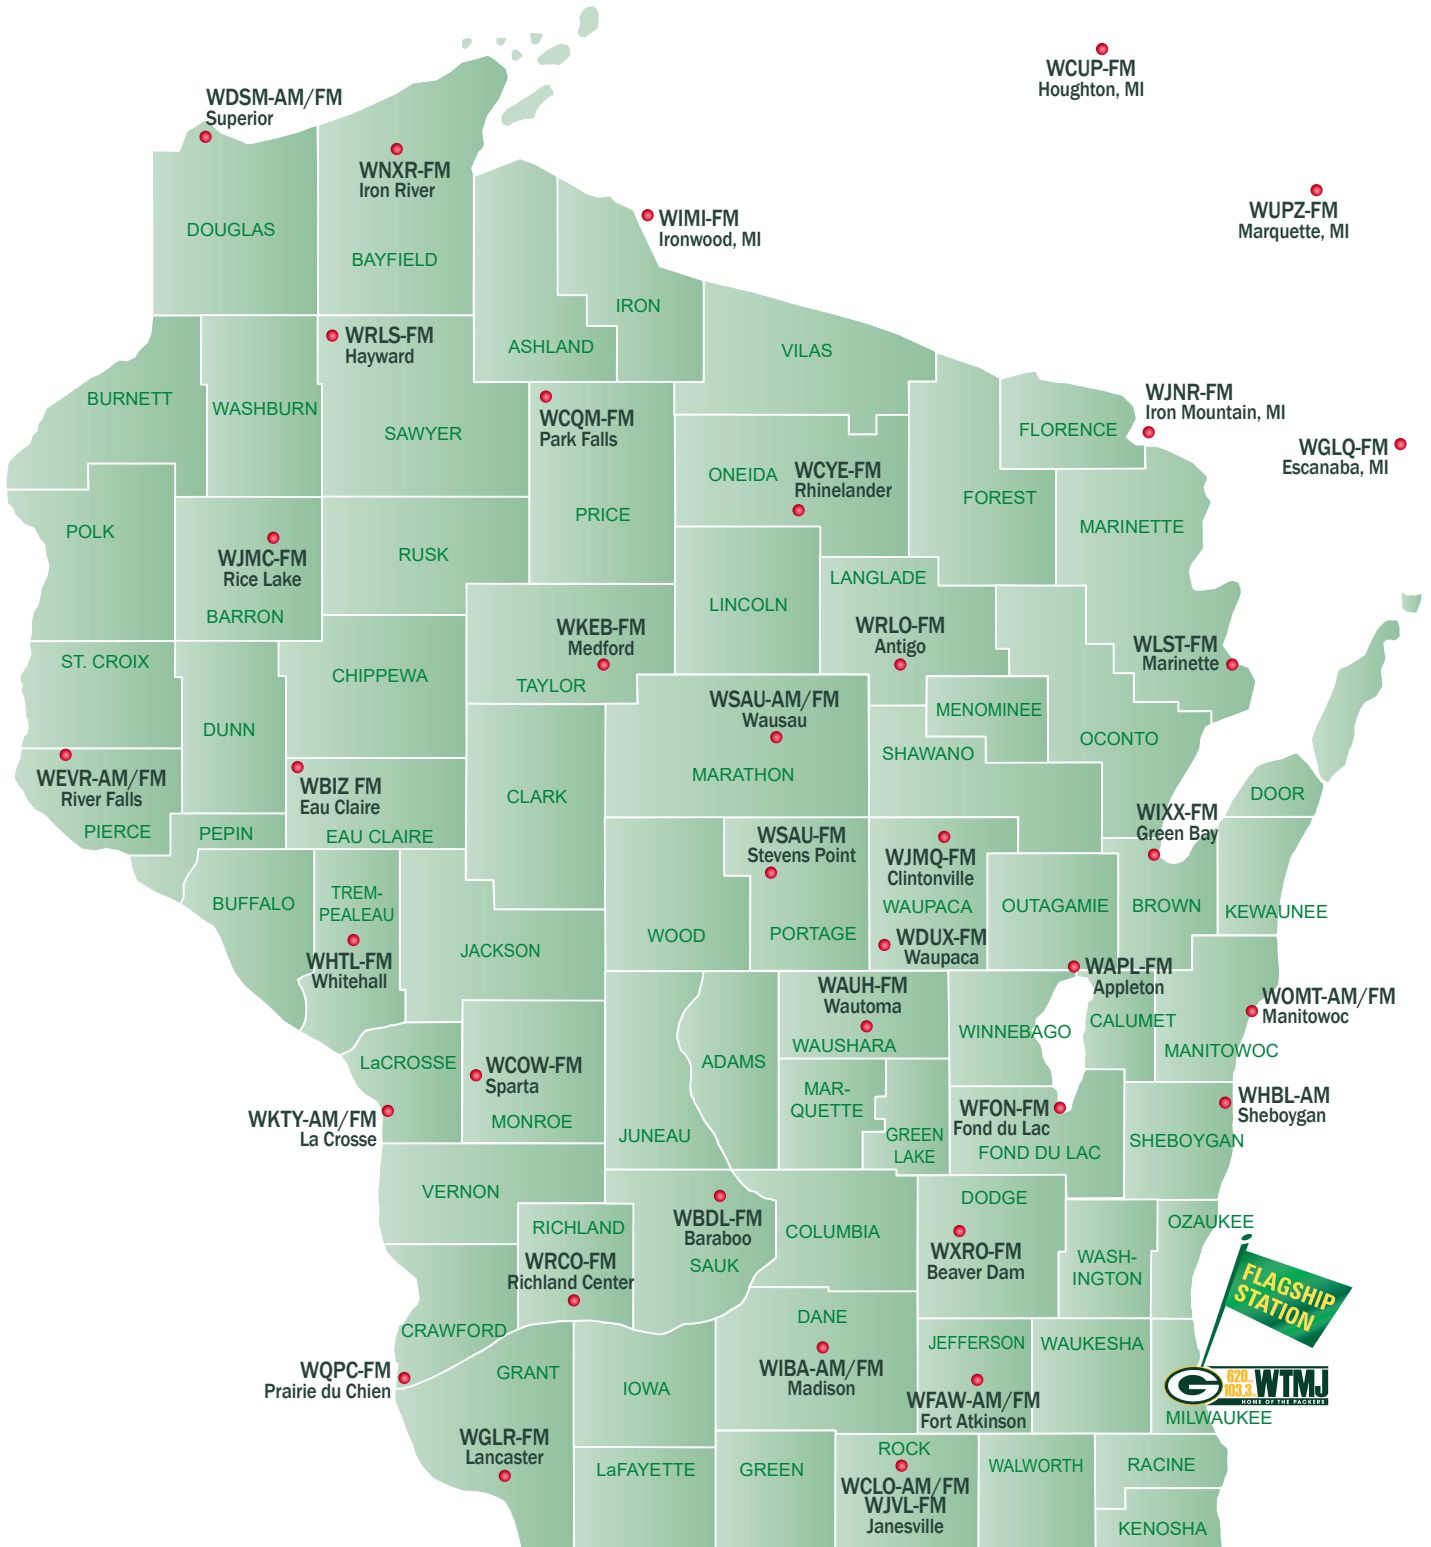 WCUP-FM
Houghton, MI
WDSM-AM/FM
Superior
WNXR-FM
Iron River
WUPZ-FM
Marquette, MI
WIMI-FM
Ironwood, MI
DOUGLAS
BAYFIELD
IRON
WRLS-FM
Hayward
ASHLAND
VILAS
BURNETT
WASHBURN
WCQM-FM
Park Falls
WJNR-FM
Iron Mountain, MI
SAWYER
FLORENCE
WGLQ-FM
Escanaba, MI
ONEIDA
WCYE-FM
Rhinelander
FOREST
PRICE
MARINETTE
POLK
WJMC-FM
Rice Lake
RUSK
BARRON
LINCOLN
LANGLADE
WKEB-FM
Medford
WRLO-FM
Antigo
WLST-FM
Marinette
ST. CROIX
CHIPPEWA
TAYLOR
WSAU-AM/FM
Wausau
MENOMINEE
DUNN
OCONTO
SHAWANO
WEVR-AM/FM
River Falls
WBIZ FM
Eau Claire
MARATHON
CLARK
DOOR
PIERCE
PEPIN
EAU CLAIRE
WSAU-FM
Stevens Point
WIXX-FM
Green Bay
WJMQ-FM
Clintonville
BUFFALO
TREM-
PEALEAU
WAUPACA
OUTAGAMIE
BROWN
KEWAUNEE
WOOD
PORTAGE
WDUX-FM
Waupaca
JACKSON
WHTL-FM
Whitehall
WAPL-FM
Appleton
WAUH-FM
Wautoma
WOMT-AM/FM
Manitowoc
WINNEBAGO
CALUMET
WAUSHARA
MANITOWOC
LaCROSSE
WCOW-FM
Sparta
ADAMS
MAR-
QUETTE
WFON-FM
Fond du Lac
WHBL-AM
Sheboygan
WKTY-AM/FM
La Crosse
MONROE
JUNEAU
GREEN
LAKE
FOND DU LAC
SHEBOYGAN
VERNON
DODGE
WBDL-FM
Baraboo
RICHLAND
COLUMBIA
OZAUKEE
WRCO-FM
Richland Center
SAUK
WXRO-FM
Beaver Dam
WASH-
INGTON
FLAGSHIP
STATION
CRAWFORD
DANE
JEFFERSON
WAUKESHA
WQPC-FM
Prairie du Chien
GRANT
IOWA
WIBA-AM/FM
Madison
WFAW-AM/FM
Fort Atkinson
G
620 AM
103.3 FM
WTMJ
HOME OF THE PACKERS
MILWAUKEE
WGLR-FM
Lancaster
LaFAYETTE
GREEN
ROCK
WALWORTH
RACINE
WCLO-AM/FM
WJVL-FM
Janesville
KENOSHA